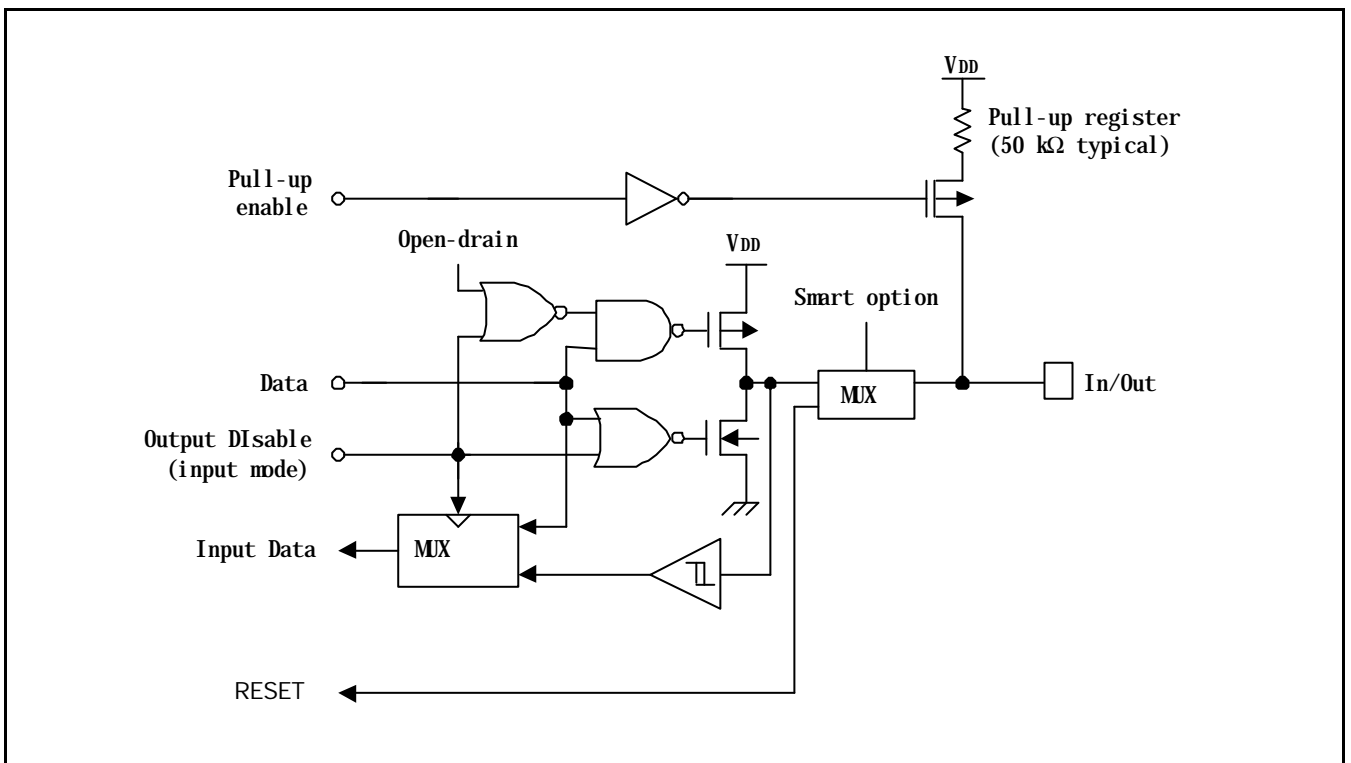 VDD
Pull-up register
(50 kΩ typical)
Pull-up
enable
Open-drain
VDD
Smart option
Data
MUX
In/Out
Output DIsable
(input mode)
Input Data
MUX
RESET